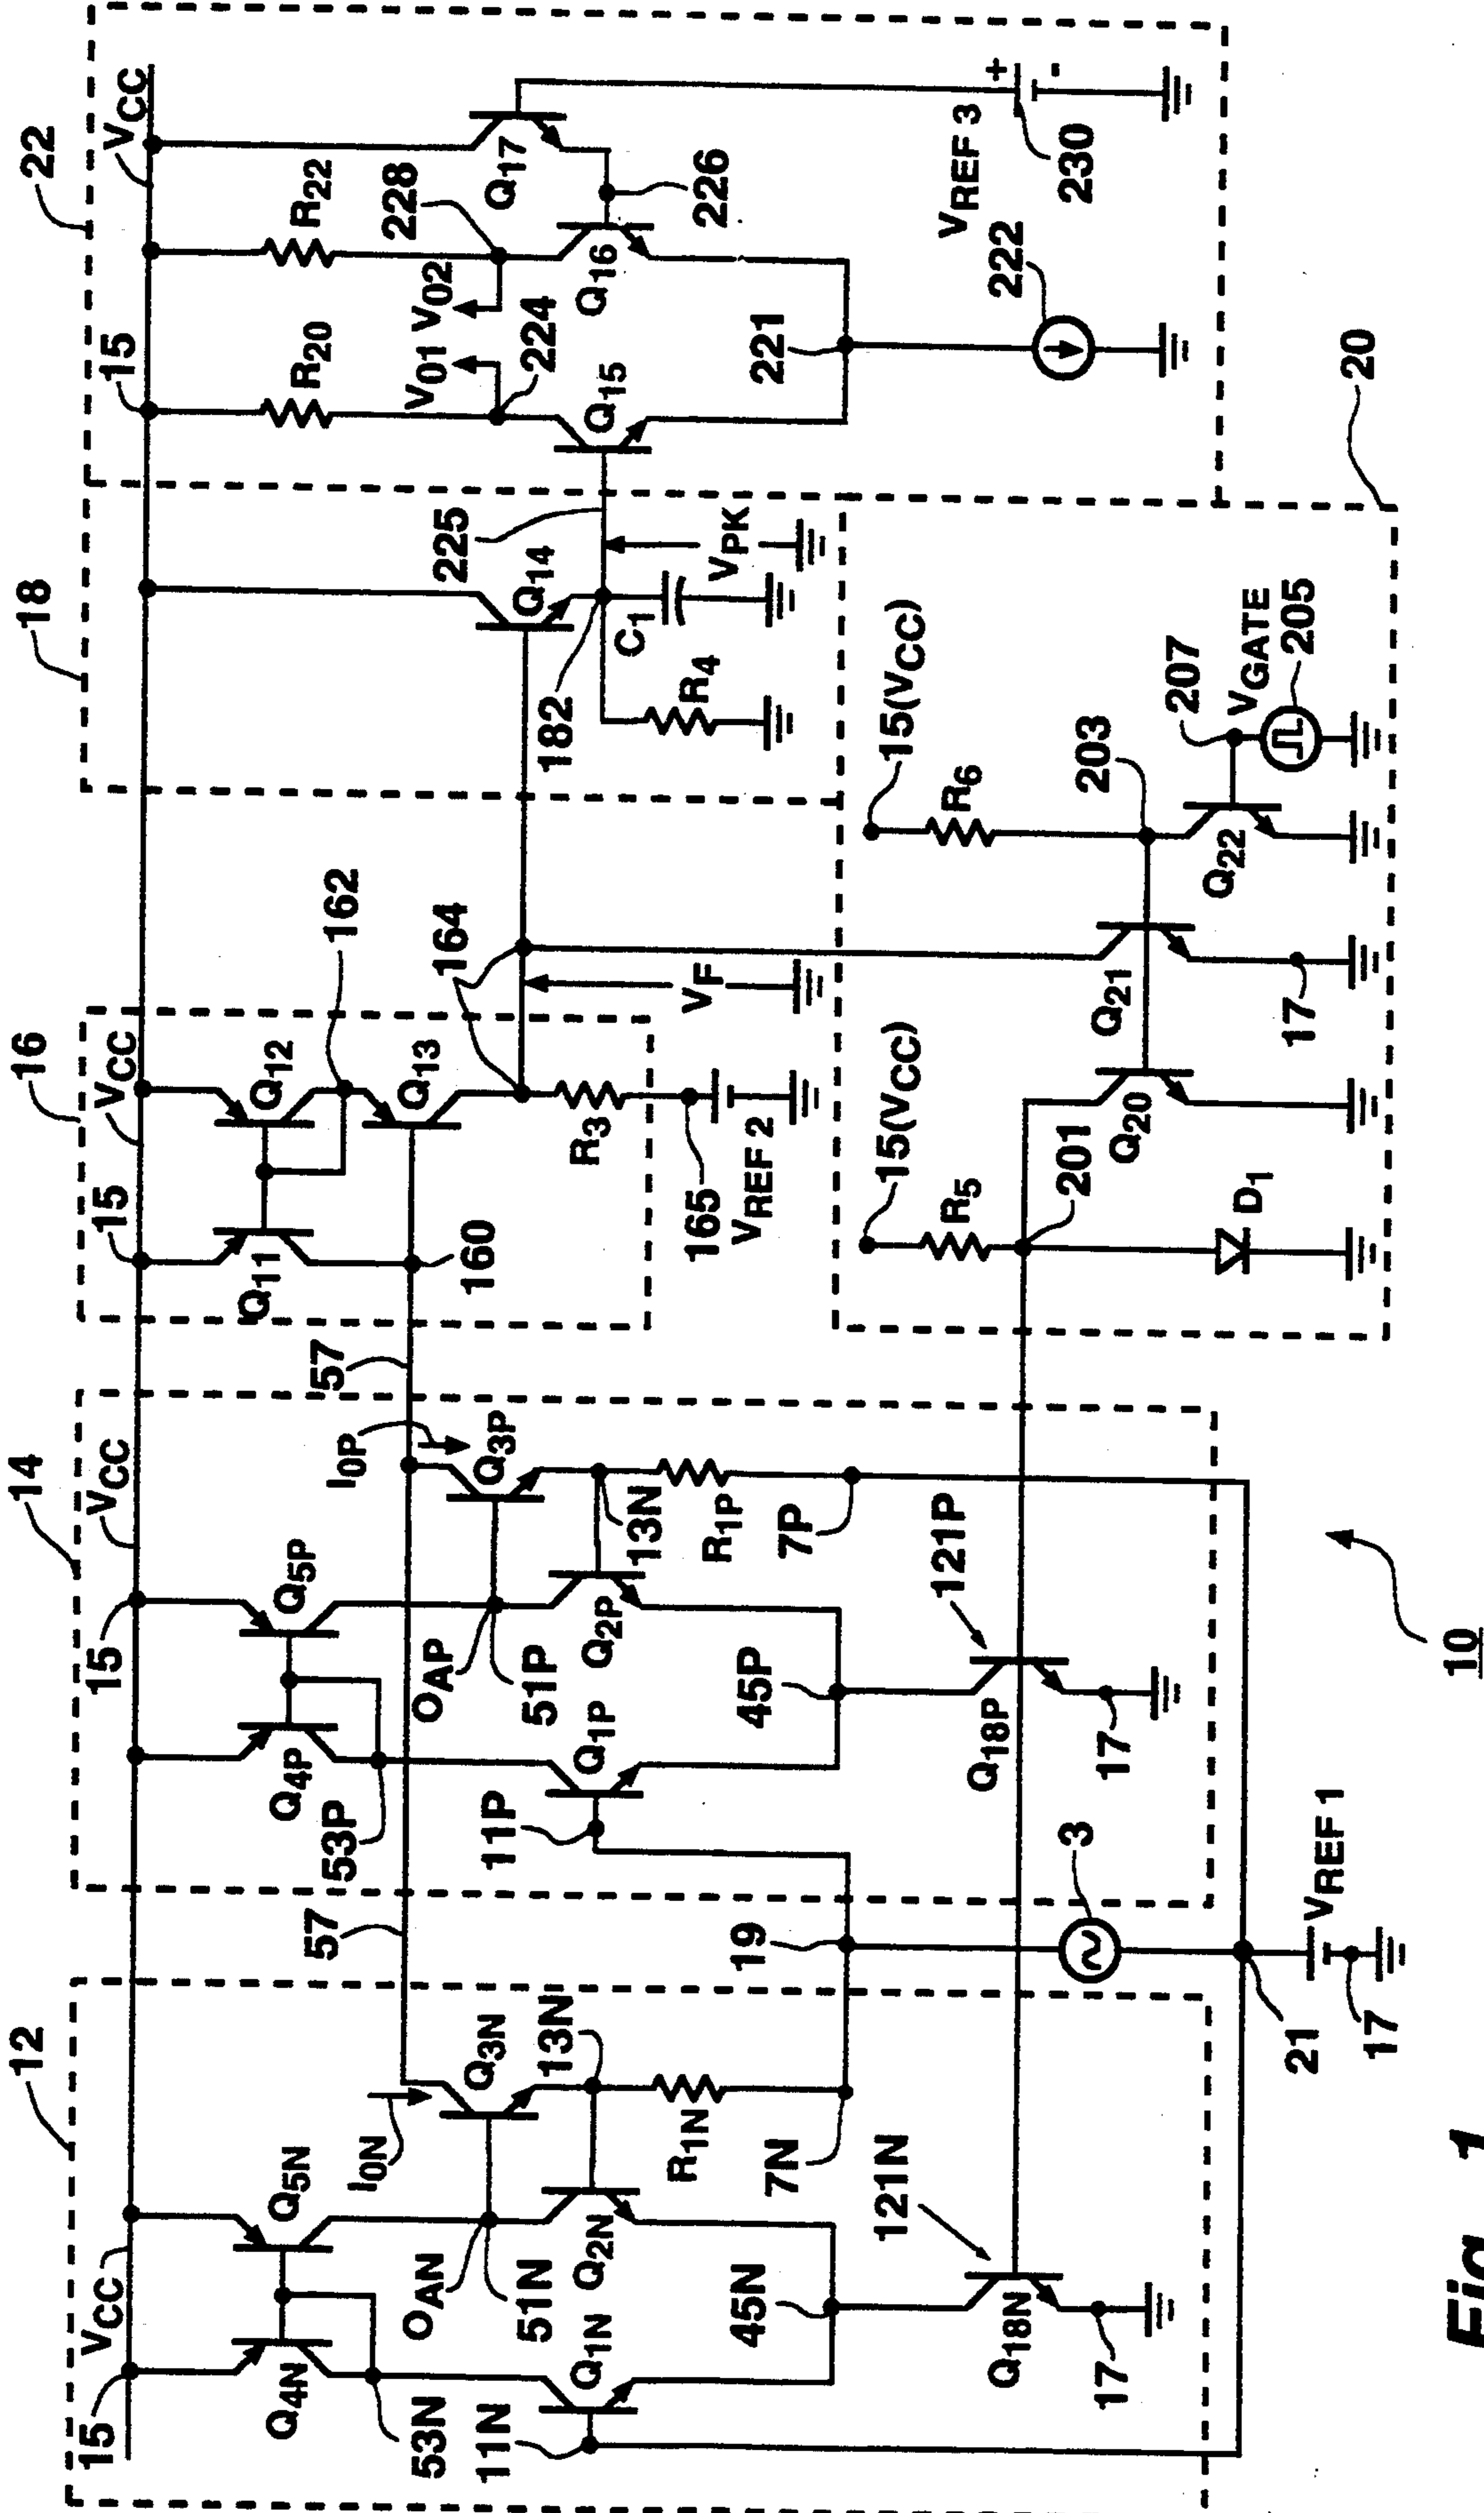 12
14
16
18
22
15
VCC
Q4N
Q5N
53N
I0N
OAN
51N
Q3N
13N
11N
Q1N
Q2N
R1N
7N
45N
121N
Q18N
17
57
19
3
21
VREF 1
17
15
VCC
Q4P
Q5P
53P
I0P
OAP
51P
Q3P
13N
11P
Q1P
Q2P
R1P
7P
45P
121P
Q18P
17
57
15
VCC
Q11
Q12
162
Q13
160
164
R3
165
VREF 2
VF
Q14
182
C1
R4
225
VPK
15
VCC
R20
R22
V01
V02
224
228
Q15
Q16
Q17
226
221
222
VREF 3
+
-
230
20
15(VCC)
R5
201
D1
Q20
Q21
17
15(VCC)
R6
203
Q22
207
VGATE
205
10
Fig. 1